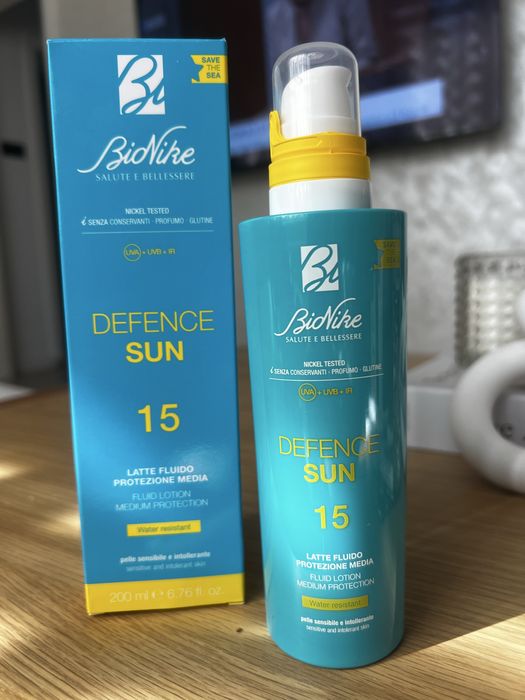 SAVE
THE
SEA
BioNike
SALUTE E BELLESSERE
NICKEL TESTED
i SENZA CONSERVANTI · PROFUMO · GLUTINE
UVA + UVB + IR
DEFENCE
SUN
15
LATTE FLUIDO
PROTEZIONE MEDIA
FLUID LOTION
MEDIUM PROTECTION
Water resistant
pelle sensibile e intollerante
sensitive and intolerant skin
200 ml ℮ 6.76 fl. oz.
SAVE
THE
SEA
BioNike
SALUTE E BELLESSERE
NICKEL TESTED
i SENZA CONSERVANTI · PROFUMO · GLUTINE
UVA + UVB + IR
DEFENCE
SUN
15
LATTE FLUIDO
PROTEZIONE MEDIA
FLUID LOTION
MEDIUM PROTECTION
Water resistant
pelle sensibile e intollerante
sensitive and intolerant skin